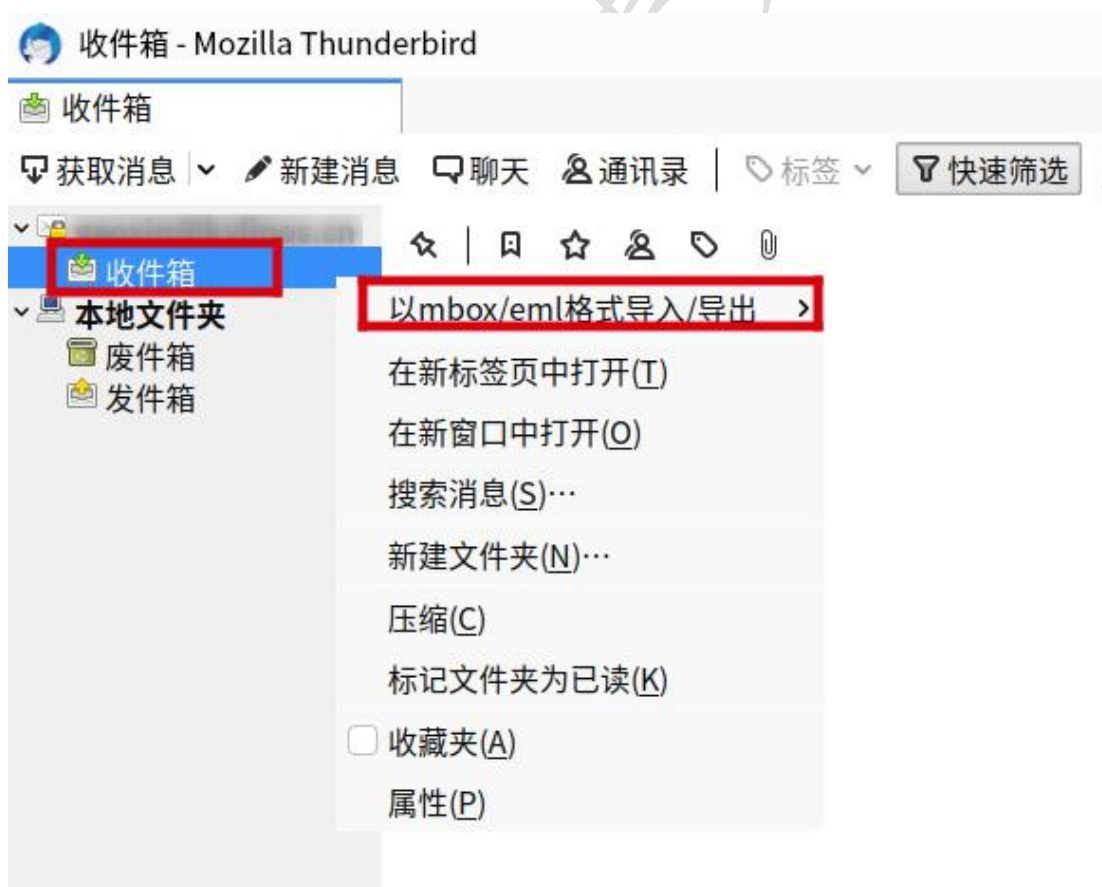 收件箱 - Mozilla Thunderbird
收件箱
获取消息 新建消息 聊天 通讯录 标签 快速筛选
收件箱
本地文件夹
废件箱
发件箱
以mbox/eml格式导入/导出
在新标签页中打开(T)
在新窗口中打开(O)
搜索消息(S)…
新建文件夹(N)…
压缩(C)
标记文件夹为已读(K)
收藏夹(A)
属性(P)